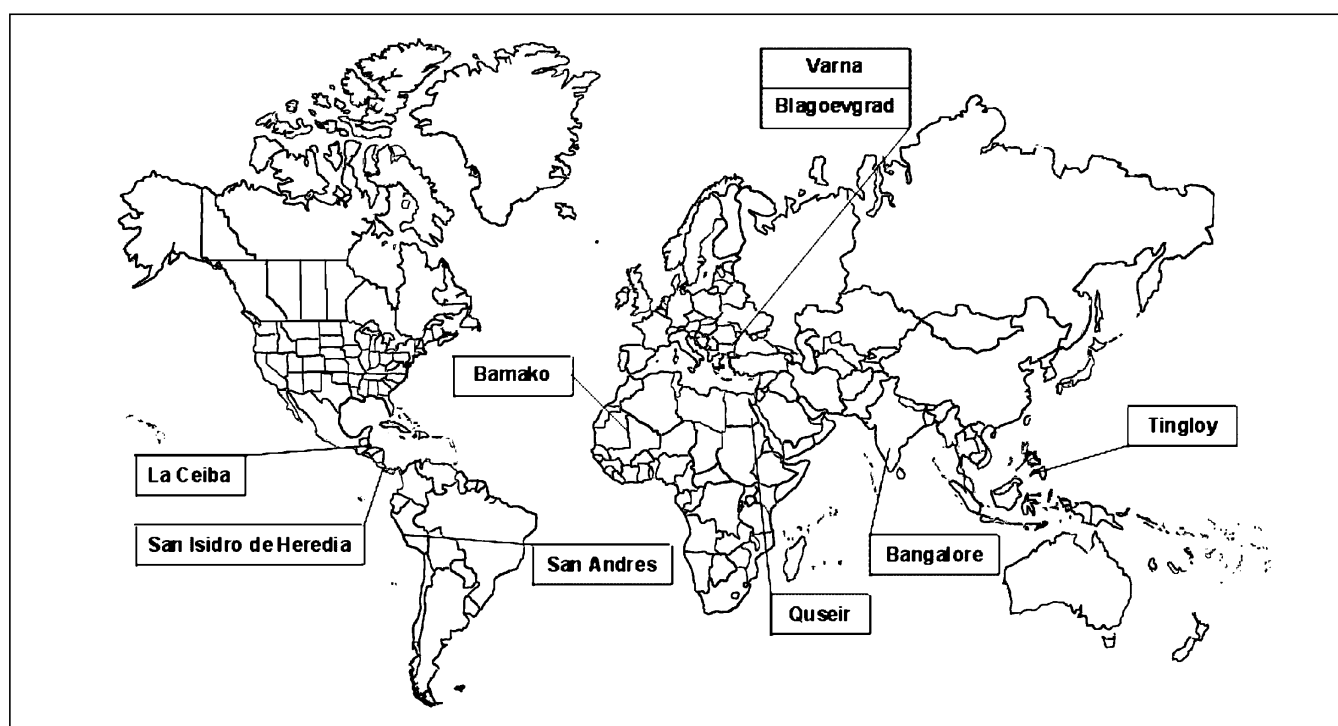 Varna
Blagoevgrad
Bamako
Tingloy
La Ceiba
San Isidro de Heredia
San Andres
Bangalore
Quseir